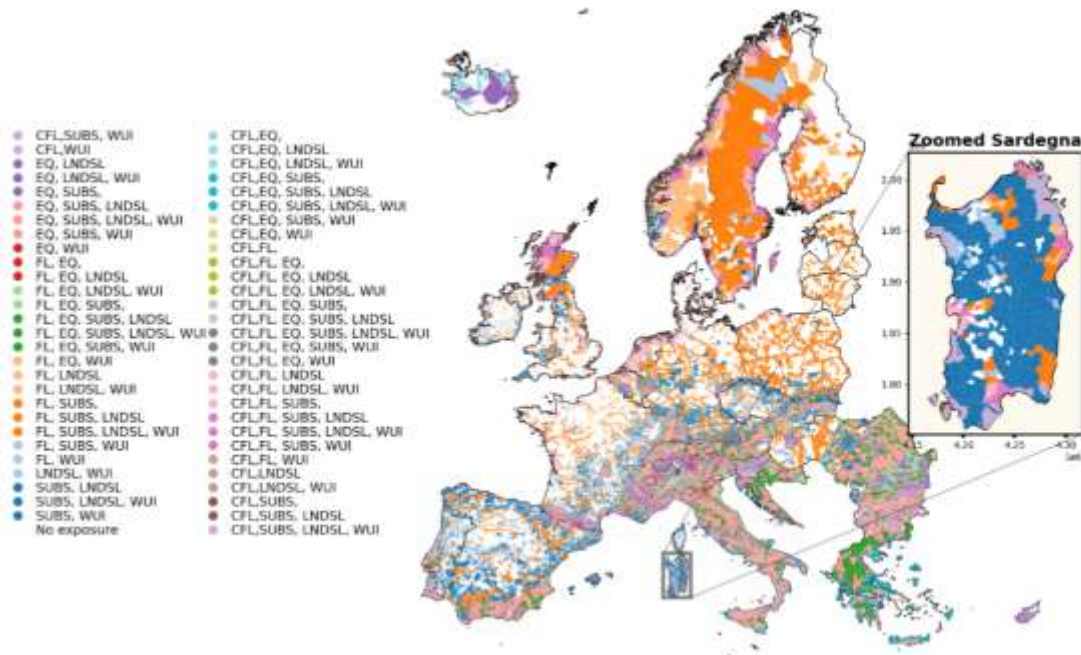 CFL,SUBS, WUI
CFL,WUI
EQ, LNDSL
EQ, LNDSL, WUI
EQ, SUBS,
EQ, SUBS, LNDSL
EQ, SUBS, LNDSL, WUI
EQ, SUBS, WUI
EQ, WUI
FL, EQ,
FL, EQ, LNDSL
FL, EQ, LNDSL, WUI
FL, EQ, SUBS,
FL, EQ, SUBS, LNDSL
FL, EQ, SUBS, LNDSL, WUI
FL, EQ, SUBS, WUI
FL, EQ, WUI
FL, LNDSL
FL, LNDSL, WUI
FL, SUBS,
FL, SUBS, LNDSL
FL, SUBS, LNDSL, WUI
FL, SUBS, WUI
FL, WUI
LNDSL, WUI
SUBS, LNDSL
SUBS, LNDSL, WUI
SUBS, WUI
No exposure
CFL,EQ,
CFL,EQ, LNDSL
CFL,EQ, LNDSL, WUI
CFL,EQ, SUBS,
CFL,EQ, SUBS, LNDSL
CFL,EQ, SUBS, LNDSL, WUI
CFL,EQ, SUBS, WUI
CFL,EQ, WUI
CFL,FL,
CFL,FL, EQ,
CFL,FL, EQ, LNDSL
CFL,FL, EQ, LNDSL, WUI
CFL,FL, EQ, SUBS,
CFL,FL, EQ, SUBS, LNDSL
CFL,FL, EQ, SUBS, LNDSL, WUI
CFL,FL, EQ, SUBS, WUI
CFL,FL, EQ, WUI
CFL,FL, LNDSL
CFL,FL, LNDSL, WUI
CFL,FL, SUBS,
CFL,FL, SUBS, LNDSL
CFL,FL, SUBS, LNDSL, WUI
CFL,FL, SUBS, WUI
CFL,FL, WUI
CFL,LNDSL
CFL,LNDSL, WUI
CFL,SUBS,
CFL,SUBS, LNDSL
CFL,SUBS, LNDSL, WUI
Zoomed Sardegna
1.95
4.20
4.25
4.30